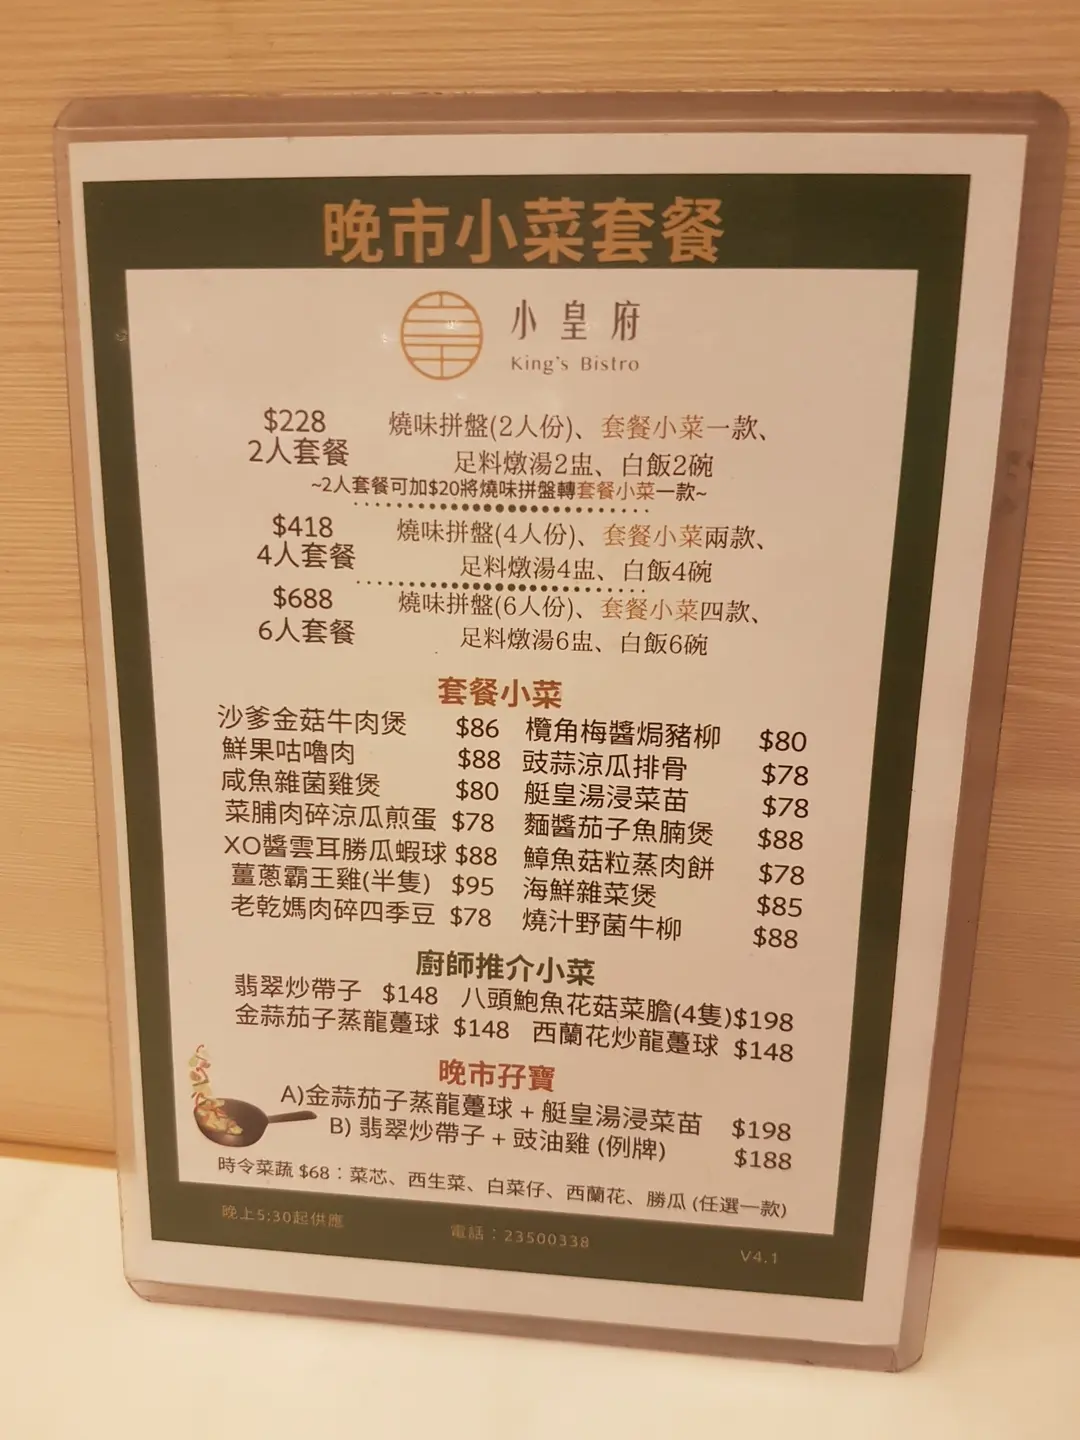 晚市小菜套餐
小皇府
King's Bistro
$228 燒味拼盤(2人份)、套餐小菜一款、
2人套餐 足料燉湯2盅、白飯2碗
~2人套餐可加$20將燒味拼盤轉套餐小菜一款~
$418 燒味拼盤(4人份)、套餐小菜兩款、
4人套餐 足料燉湯4盅、白飯4碗
$688 燒味拼盤(6人份)、套餐小菜四款、
6人套餐 足料燉湯6盅、白飯6碗
套餐小菜
沙爹金菇牛肉煲 $86 欖角梅醬焗豬柳 $80
鮮果咕嚕肉 $88 豉蒜涼瓜排骨 $78
咸魚雜菌雞煲 $80 艇皇湯浸菜苗 $78
菜脯肉碎涼瓜煎蛋 $78 麵醬茄子魚腩煲 $88
XO醬雲耳勝瓜蝦球 $88 鱆魚菇粒蒸肉餅 $78
薑蔥霸王雞(半隻) $95 海鮮雜菜煲 $85
老乾媽肉碎四季豆 $78 燒汁野菌牛柳 $88
廚師推介小菜
翡翠炒帶子 $148 八頭鮑魚花菇菜膽(4隻)$198
金蒜茄子蒸龍躉球 $148 西蘭花炒龍躉球 $148
晚市孖寶
A)金蒜茄子蒸龍躉球 + 艇皇湯浸菜苗 $198
B) 翡翠炒帶子 + 豉油雞 (例牌) $188
時令菜蔬 $68：菜芯、西生菜、白菜仔、西蘭花、勝瓜 (任選一款)
晚上5:30起供應 電話：23500338 V4.1